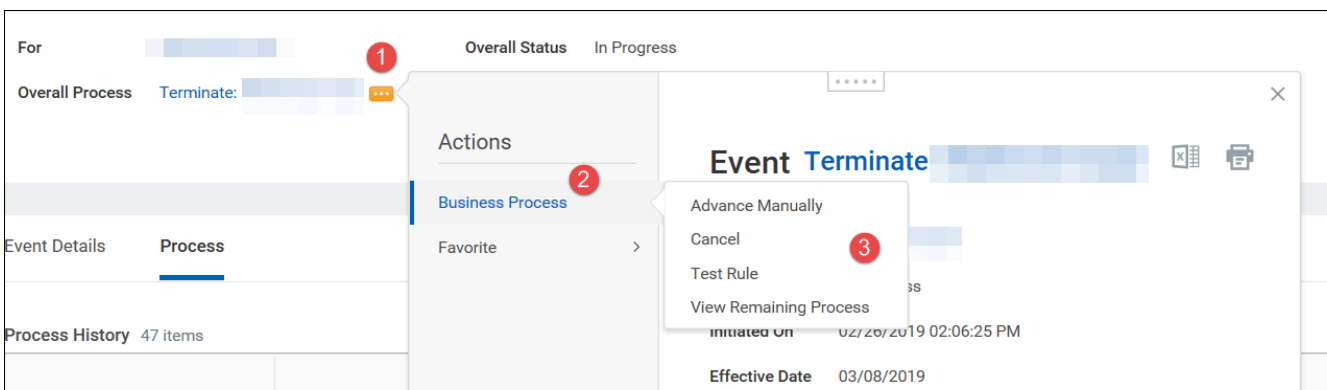 For
1
Overall Status In Progress
Overall Process Terminate:
Actions
Event Terminate
2
Business Process
Advance Manually
Event Details Process
Favorite
Cancel
3
Test Rule
ss
View Remaining Process
Process History 47 items
Initiated On 02/26/2019 02:06:25 PM
Effective Date 03/08/2019